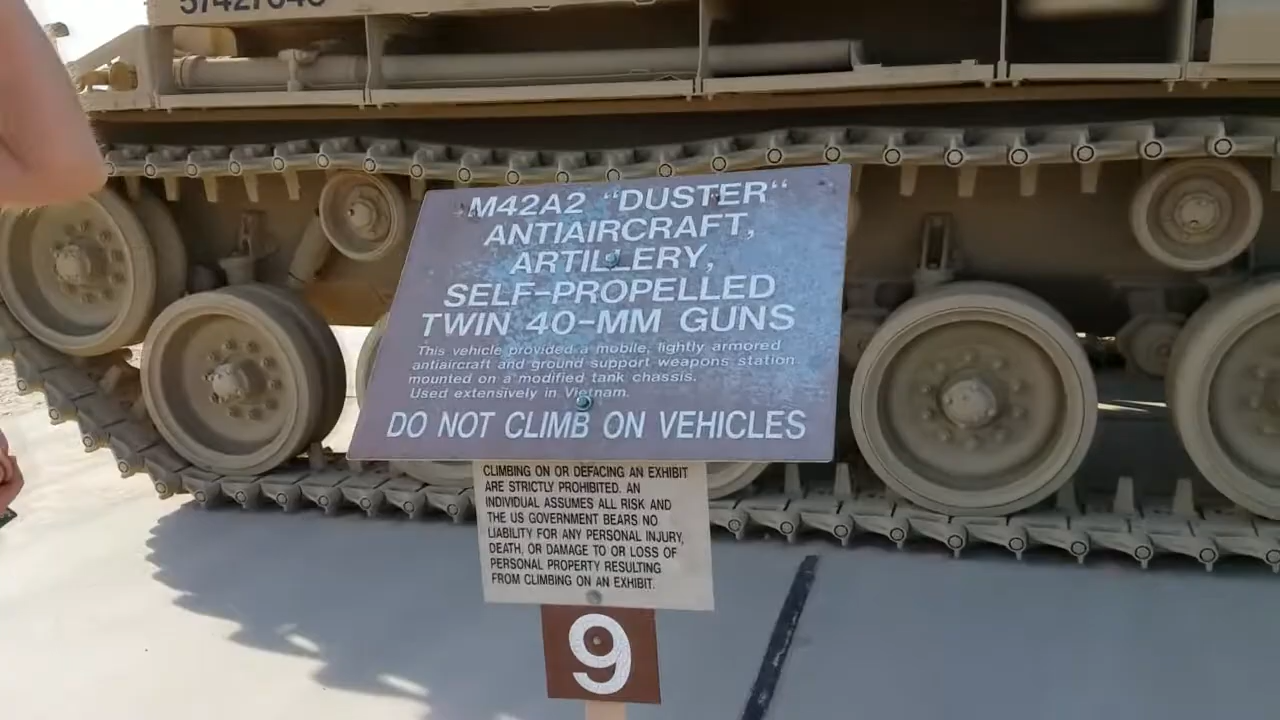 M42A2 "DUSTER"
ANTIAIRCRAFT,
ARTILLERY,
SELF-PROPELLED
TWIN 40-MM GUNS
This vehicle provided a mobile, lightly armored
antiaircraft and ground support weapons station
mounted on a modified tank chassis.
Used extensively in Vietnam.
DO NOT CLIMB ON VEHICLES
CLIMBING ON OR DEFACING AN EXHIBIT
ARE STRICTLY PROHIBITED. AN
INDIVIDUAL ASSUMES ALL RISK AND
THE US GOVERNMENT BEARS NO
LIABILITY FOR ANY PERSONAL INJURY,
DEATH, OR DAMAGE TO OR LOSS OF
PERSONAL PROPERTY RESULTING
FROM CLIMBING ON AN EXHIBIT.
9